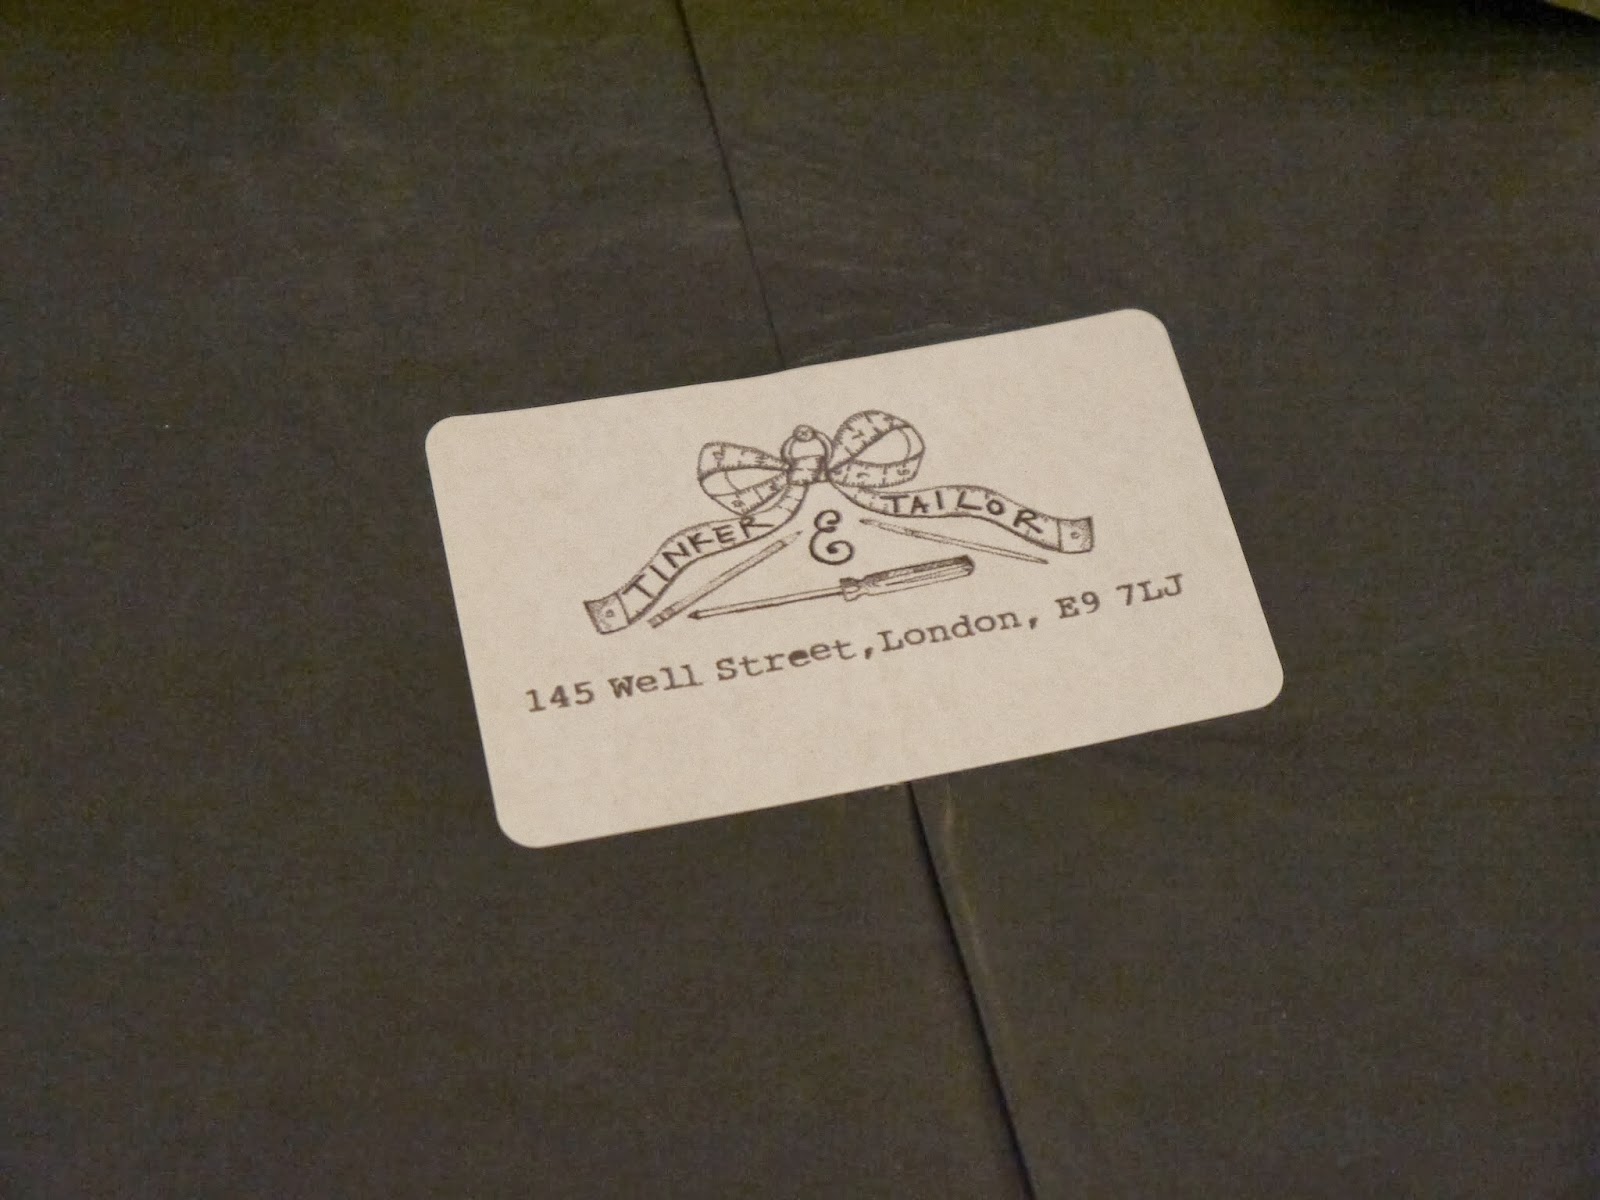 TINKER & TAILOR
145 Well Street, London, E9 7LJ